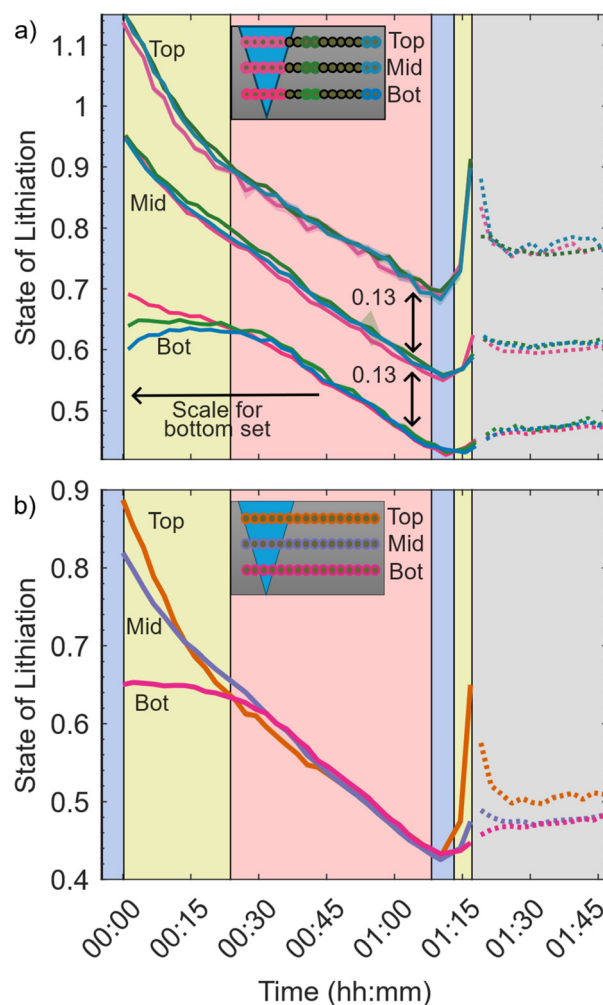 a)
1.1
1
0.9
0.8
0.7
0.6
0.5
State of Lithiation
Top
Mid
Bot
Top
Mid
Bot
0.13
0.13
Scale for
bottom set
b)
0.9
0.8
0.7
0.6
0.5
0.4
State of Lithiation
Top
Mid
Bot
Top
Mid
Bot
00:00
00:15
00:30
00:45
01:00
01:15
01:30
01:45
Time (hh:mm)